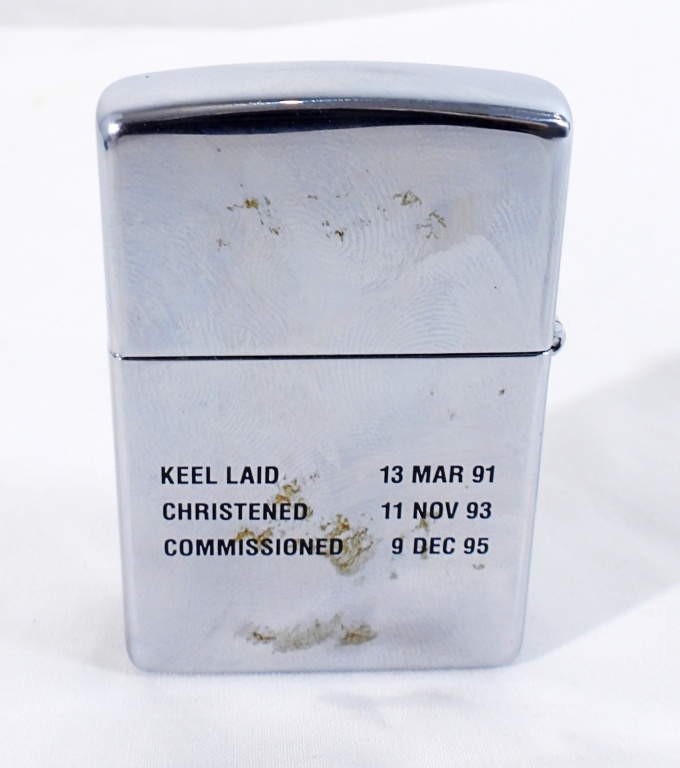 KEEL LAID 13 MAR 91
CHRISTENED 11 NOV 93
COMMISSIONED 9 DEC 95